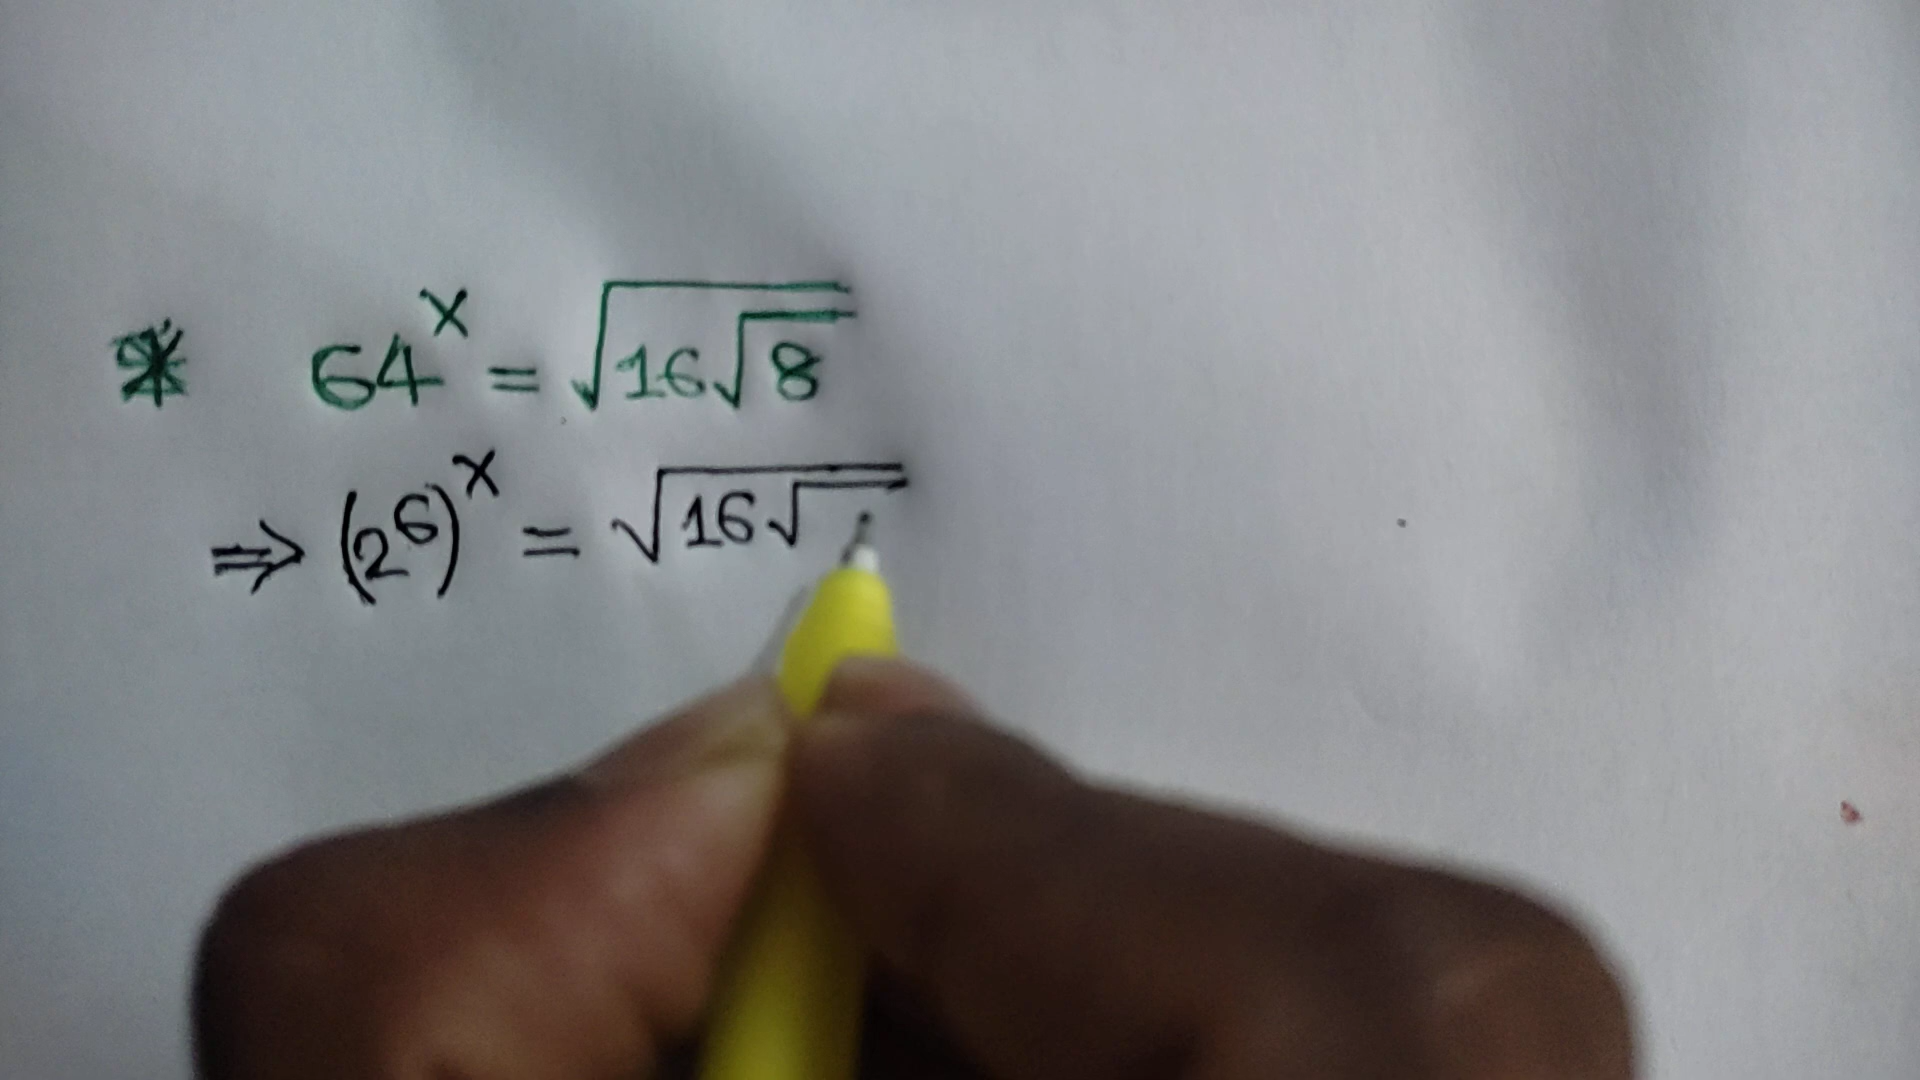 * 64^x = √(16√8)
⇒ (2^6)^x = √(16√